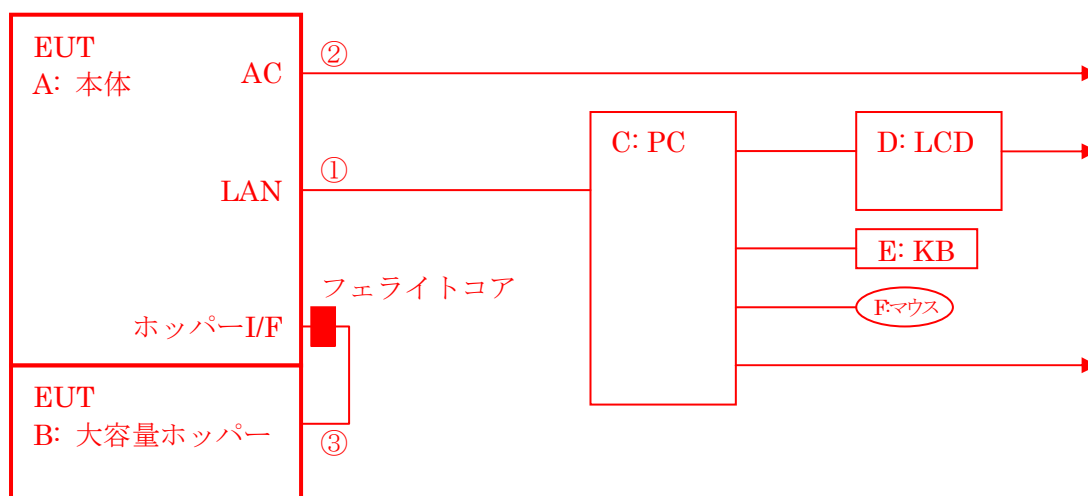 EUT
A: 本体
AC
②
LAN
①
フェライトコア
ホッパーI/F
EUT
B: 大容量ホッパー
③
C: PC
D: LCD
E: KB
F:マウス